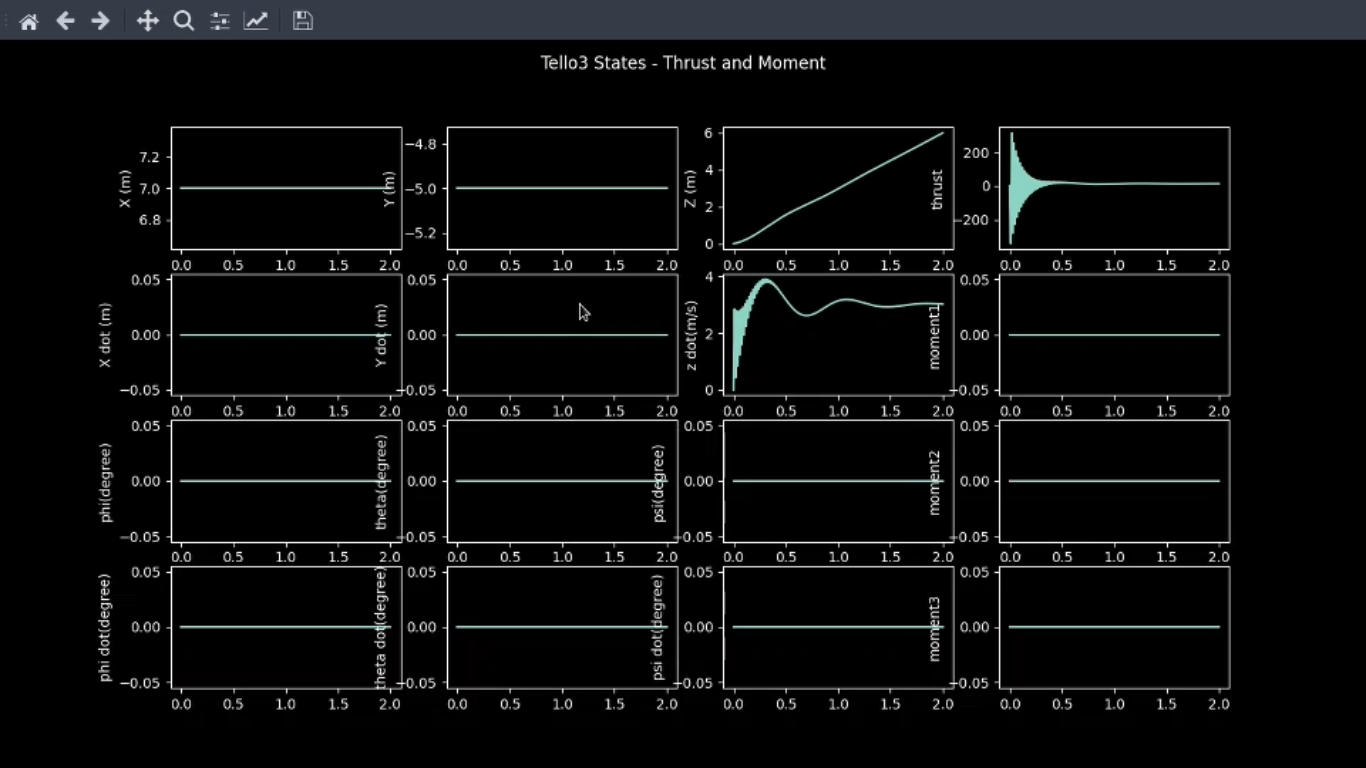 Tello3 States - Thrust and Moment
X (m)
7.2
7.0
6.8
0.0 0.5 1.0 1.5 2.0
Y (m)
−4.8
−5.0
−5.2
0.0 0.5 1.0 1.5 2.0
Z (m)
6
4
2
0
0.0 0.5 1.0 1.5 2.0
thrust
200
0
−200
0.0 0.5 1.0 1.5 2.0
X dot (m)
0.05
0.00
−0.05
0.0 0.5 1.0 1.5 2.0
Y dot (m)
0.05
0.00
−0.05
0.0 0.5 1.0 1.5 2.0
z dot(m/s)
4
2
0
0.0 0.5 1.0 1.5 2.0
moment1
0.05
0.00
−0.05
0.0 0.5 1.0 1.5 2.0
phi(degree)
0.05
0.00
−0.05
0.0 0.5 1.0 1.5 2.0
theta(degree)
0.05
0.00
−0.05
0.0 0.5 1.0 1.5 2.0
psi(degree)
0.05
0.00
−0.05
0.0 0.5 1.0 1.5 2.0
moment2
0.05
0.00
−0.05
0.0 0.5 1.0 1.5 2.0
phi dot(degree)
0.05
0.00
−0.05
0.0 0.5 1.0 1.5 2.0
theta dot(degree)
0.05
0.00
−0.05
0.0 0.5 1.0 1.5 2.0
psi dot(degree)
0.05
0.00
−0.05
0.0 0.5 1.0 1.5 2.0
moment3
0.05
0.00
−0.05
0.0 0.5 1.0 1.5 2.0